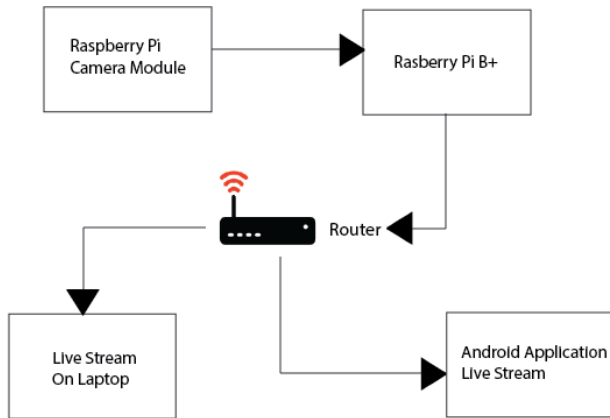 Raspberry Pi
Camera Module
Rasberry Pi B+
Router
Live Stream
On Laptop
Android Application
Live Stream